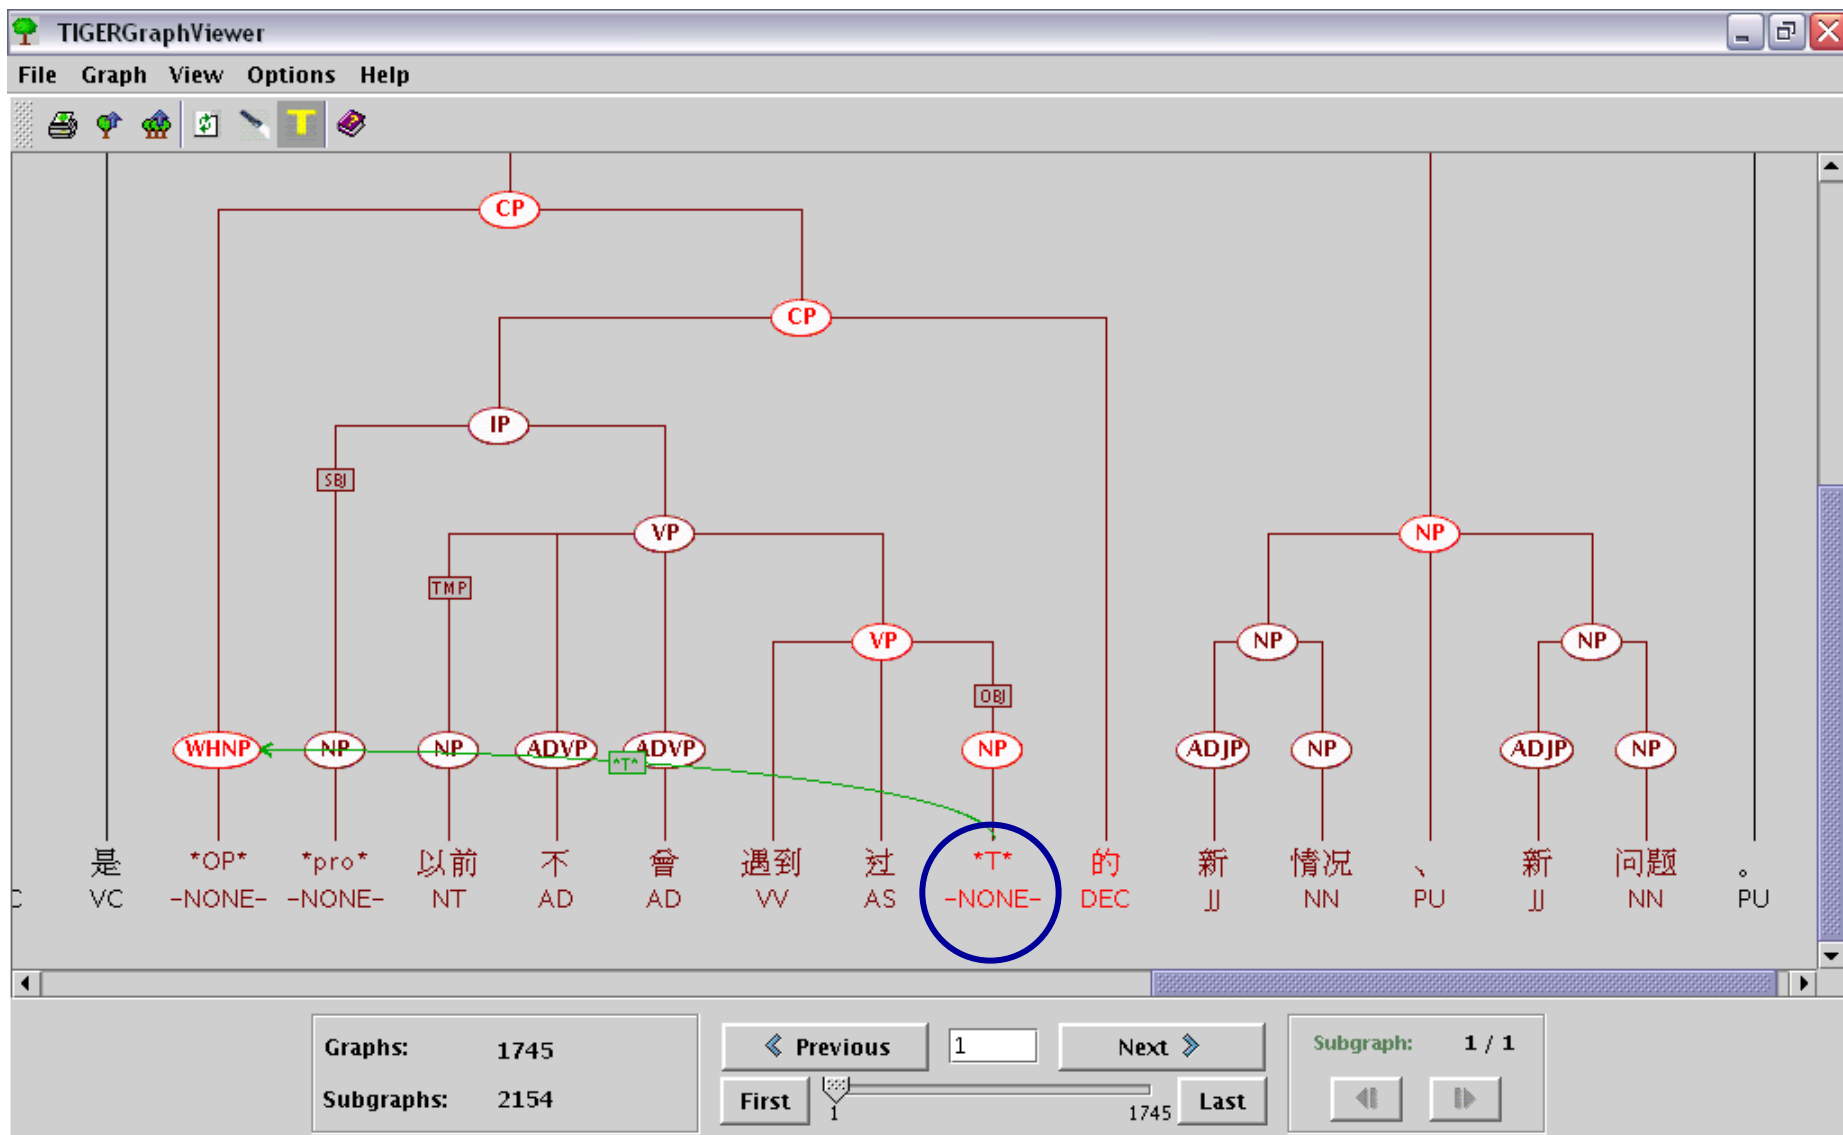 TIGERGraphViewer
File Graph View Options Help
CP
CP
IP
SBJ
VP
NP
TMP
VP
NP
NP
OBJ
WHNP
NP
NP
ADVP
ADVP
*T*
NP
ADJP
NP
ADJP
NP
是 *OP* *pro* 以前 不 曾 遇到 过 *T* 的 新 情况 、 新 问题 。
C VC -NONE- -NONE- NT AD AD VV AS -NONE- DEC JJ NN PU JJ NN PU
Graphs: 1745
Subgraphs: 2154
Previous 1 Next
First 1 1745 Last
Subgraph: 1 / 1